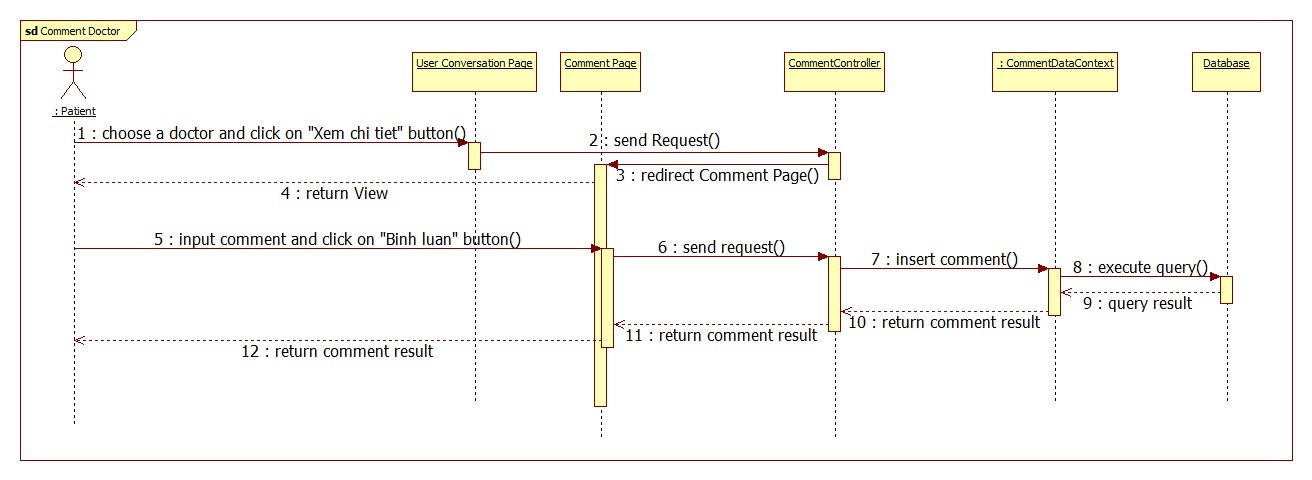 sd Comment Doctor
: Patient
User Conversation Page
Comment Page
CommentController
: CommentDataContext
Database
1 : choose a doctor and click on "Xem chi tiet" button()
2 : send Request()
3 : redirect Comment Page()
4 : return View
5 : input comment and click on "Binh luan" button()
6 : send request()
7 : insert comment()
8 : execute query()
9 : query result
10 : return comment result
11 : return comment result
12 : return comment result